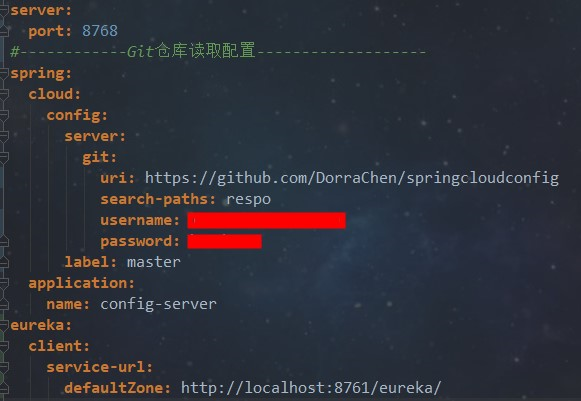 server:
  port: 8768
#------------Git仓库读取配置-------------------
spring:
  cloud:
    config:
      server:
        git:
          uri: https://github.com/DorraChen/springcloudconfig
          search-paths: respo
          username:
          password:
      label: master
  application:
    name: config-server
eureka:
  client:
    service-url:
      defaultZone: http://localhost:8761/eureka/